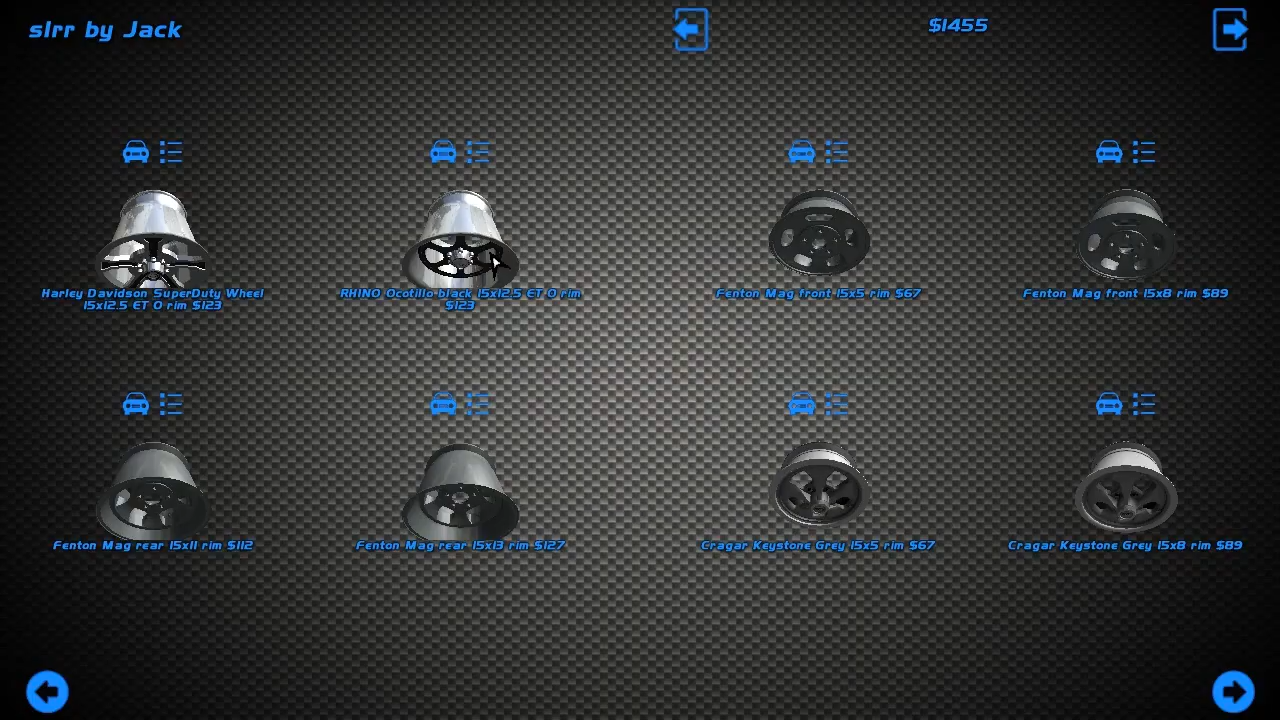 slrr by Jack
$1455
Harley Davidson SuperDuty Wheel
15x12.5 ET 0 rim $123
RHINO Ocotillo black 15x12.5 ET 0 rim
$123
Fenton Mag front 15x5 rim $67
Fenton Mag front 15x8 rim $89
Fenton Mag rear 15x11 rim $112
Fenton Mag rear 15x13 rim $127
Cragar Keystone Grey 15x5 rim $67
Cragar Keystone Grey 15x8 rim $89